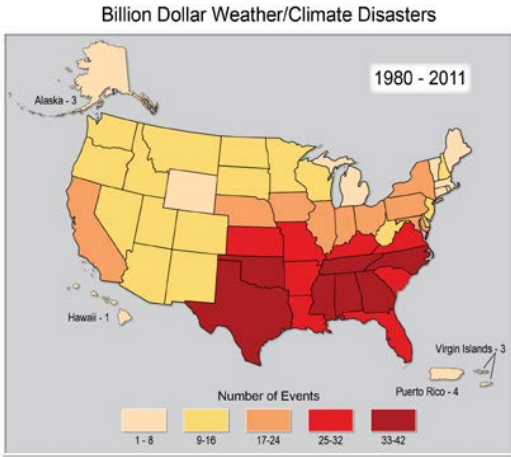 Billion Dollar Weather/Climate Disasters
1980 - 2011
Alaska - 3
Hawaii - 1
Virgin Islands - 3
Puerto Rico - 4
Number of Events
1 - 8
9-16
17-24
25-32
33-42